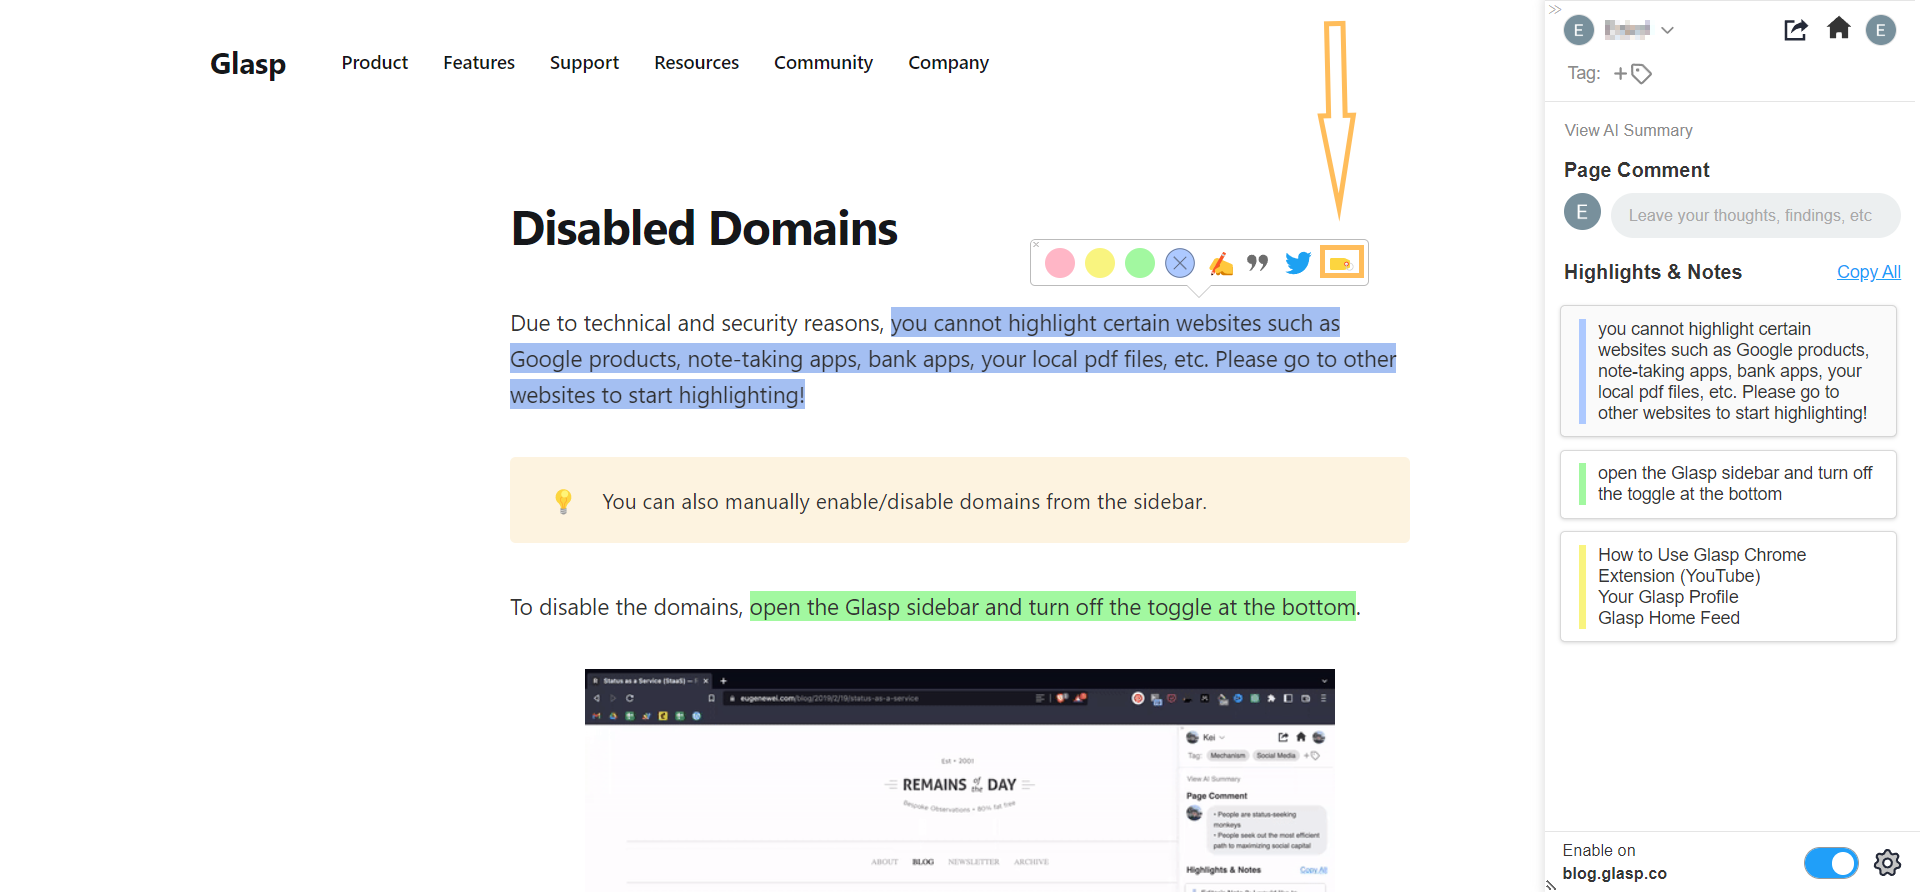 Glasp
Product Features Support Resources Community Company
Disabled Domains
Due to technical and security reasons, you cannot highlight certain websites such as
Google products, note-taking apps, bank apps, your local pdf files, etc. Please go to other
websites to start highlighting!
You can also manually enable/disable domains from the sidebar.
To disable the domains, open the Glasp sidebar and turn off the toggle at the bottom.
Status as a Service (StaaS) —
eugenewei.com/blog/2019/2/19/status-as-a-service
Est • 2001
REMAINS of the DAY
Bespoke Observations • 80% fat free
ABOUT BLOG NEWSLETTER ARCHIVE
Kei
Tag: Mechanism Social Media +
View AI Summary
Page Comment
• People are status-seeking
monkeys
• People seek out the most efficient
path to maximizing social capital
Highlights & Notes Copy All
E
E
Tag: +
View AI Summary
Page Comment
E
Leave your thoughts, findings, etc
Highlights & Notes Copy All
you cannot highlight certain
websites such as Google products,
note-taking apps, bank apps, your
local pdf files, etc. Please go to
other websites to start highlighting!
open the Glasp sidebar and turn off
the toggle at the bottom
How to Use Glasp Chrome
Extension (YouTube)
Your Glasp Profile
Glasp Home Feed
Enable on
blog.glasp.co